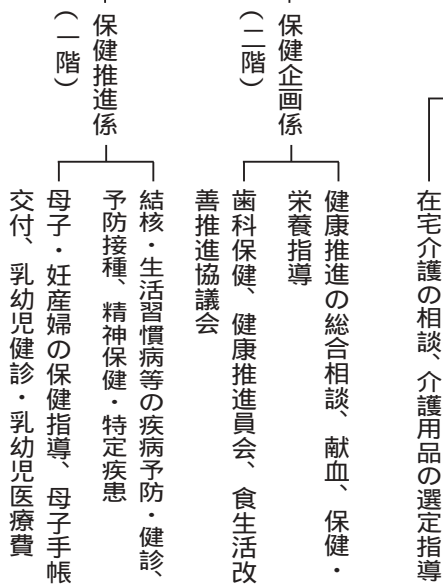 在宅介護の相談、介護用品の選定指導
保健企画係
（二階）
健康推進の総合相談、献血、保健・
栄養指導
歯科保健、健康推進員会、食生活改
善推進協議会
保健推進係
（一階）
結核・生活習慣病等の疾病予防・健診、
予防接種、精神保健・特定疾患
母子・妊産婦の保健指導、母子手帳
交付、乳幼児健診・乳幼児医療費